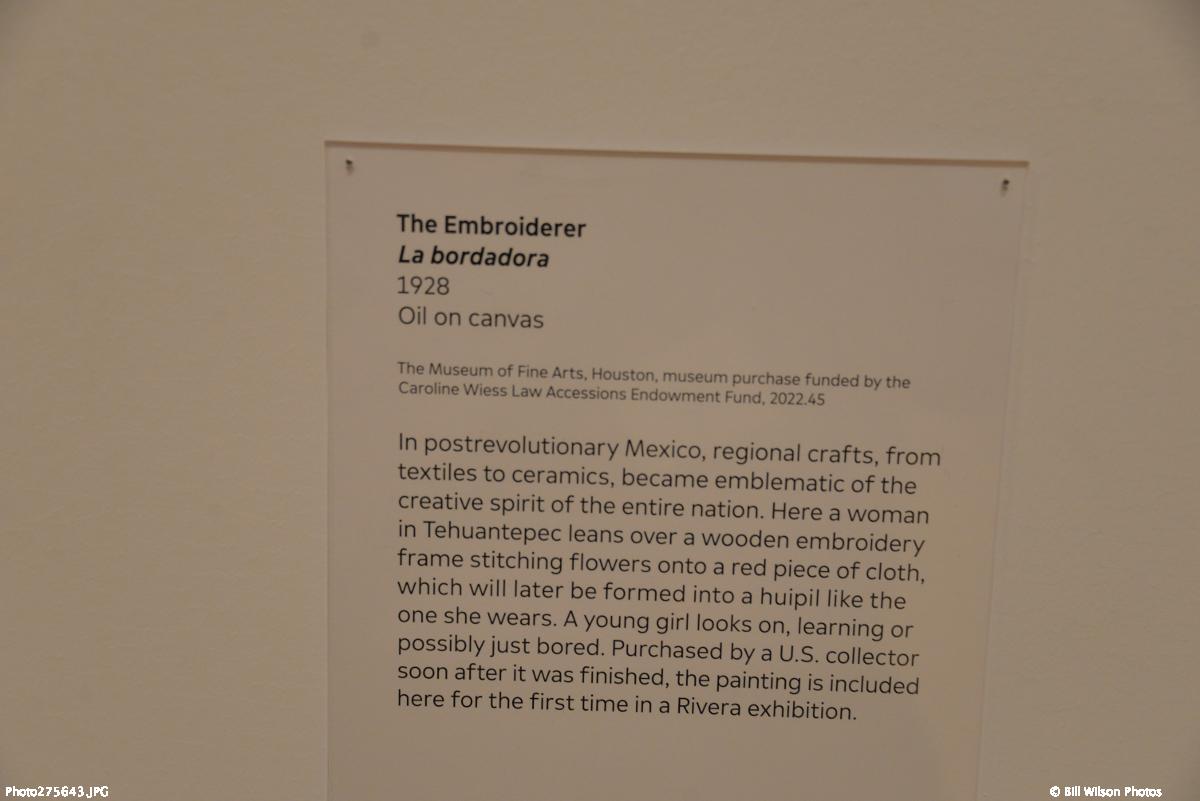 The Embroiderer
La bordadora
1928
Oil on canvas
The Museum of Fine Arts, Houston, museum purchase funded by the
Caroline Wiess Law Accessions Endowment Fund, 2022.45
In postrevolutionary Mexico, regional crafts, from
textiles to ceramics, became emblematic of the
creative spirit of the entire nation. Here a woman
in Tehuantepec leans over a wooden embroidery
frame stitching flowers onto a red piece of cloth,
which will later be formed into a huipil like the
one she wears. A young girl looks on, learning or
possibly just bored. Purchased by a U.S. collector
soon after it was finished, the painting is included
here for the first time in a Rivera exhibition.
Photo275643.JPG
© Bill Wilson Photos